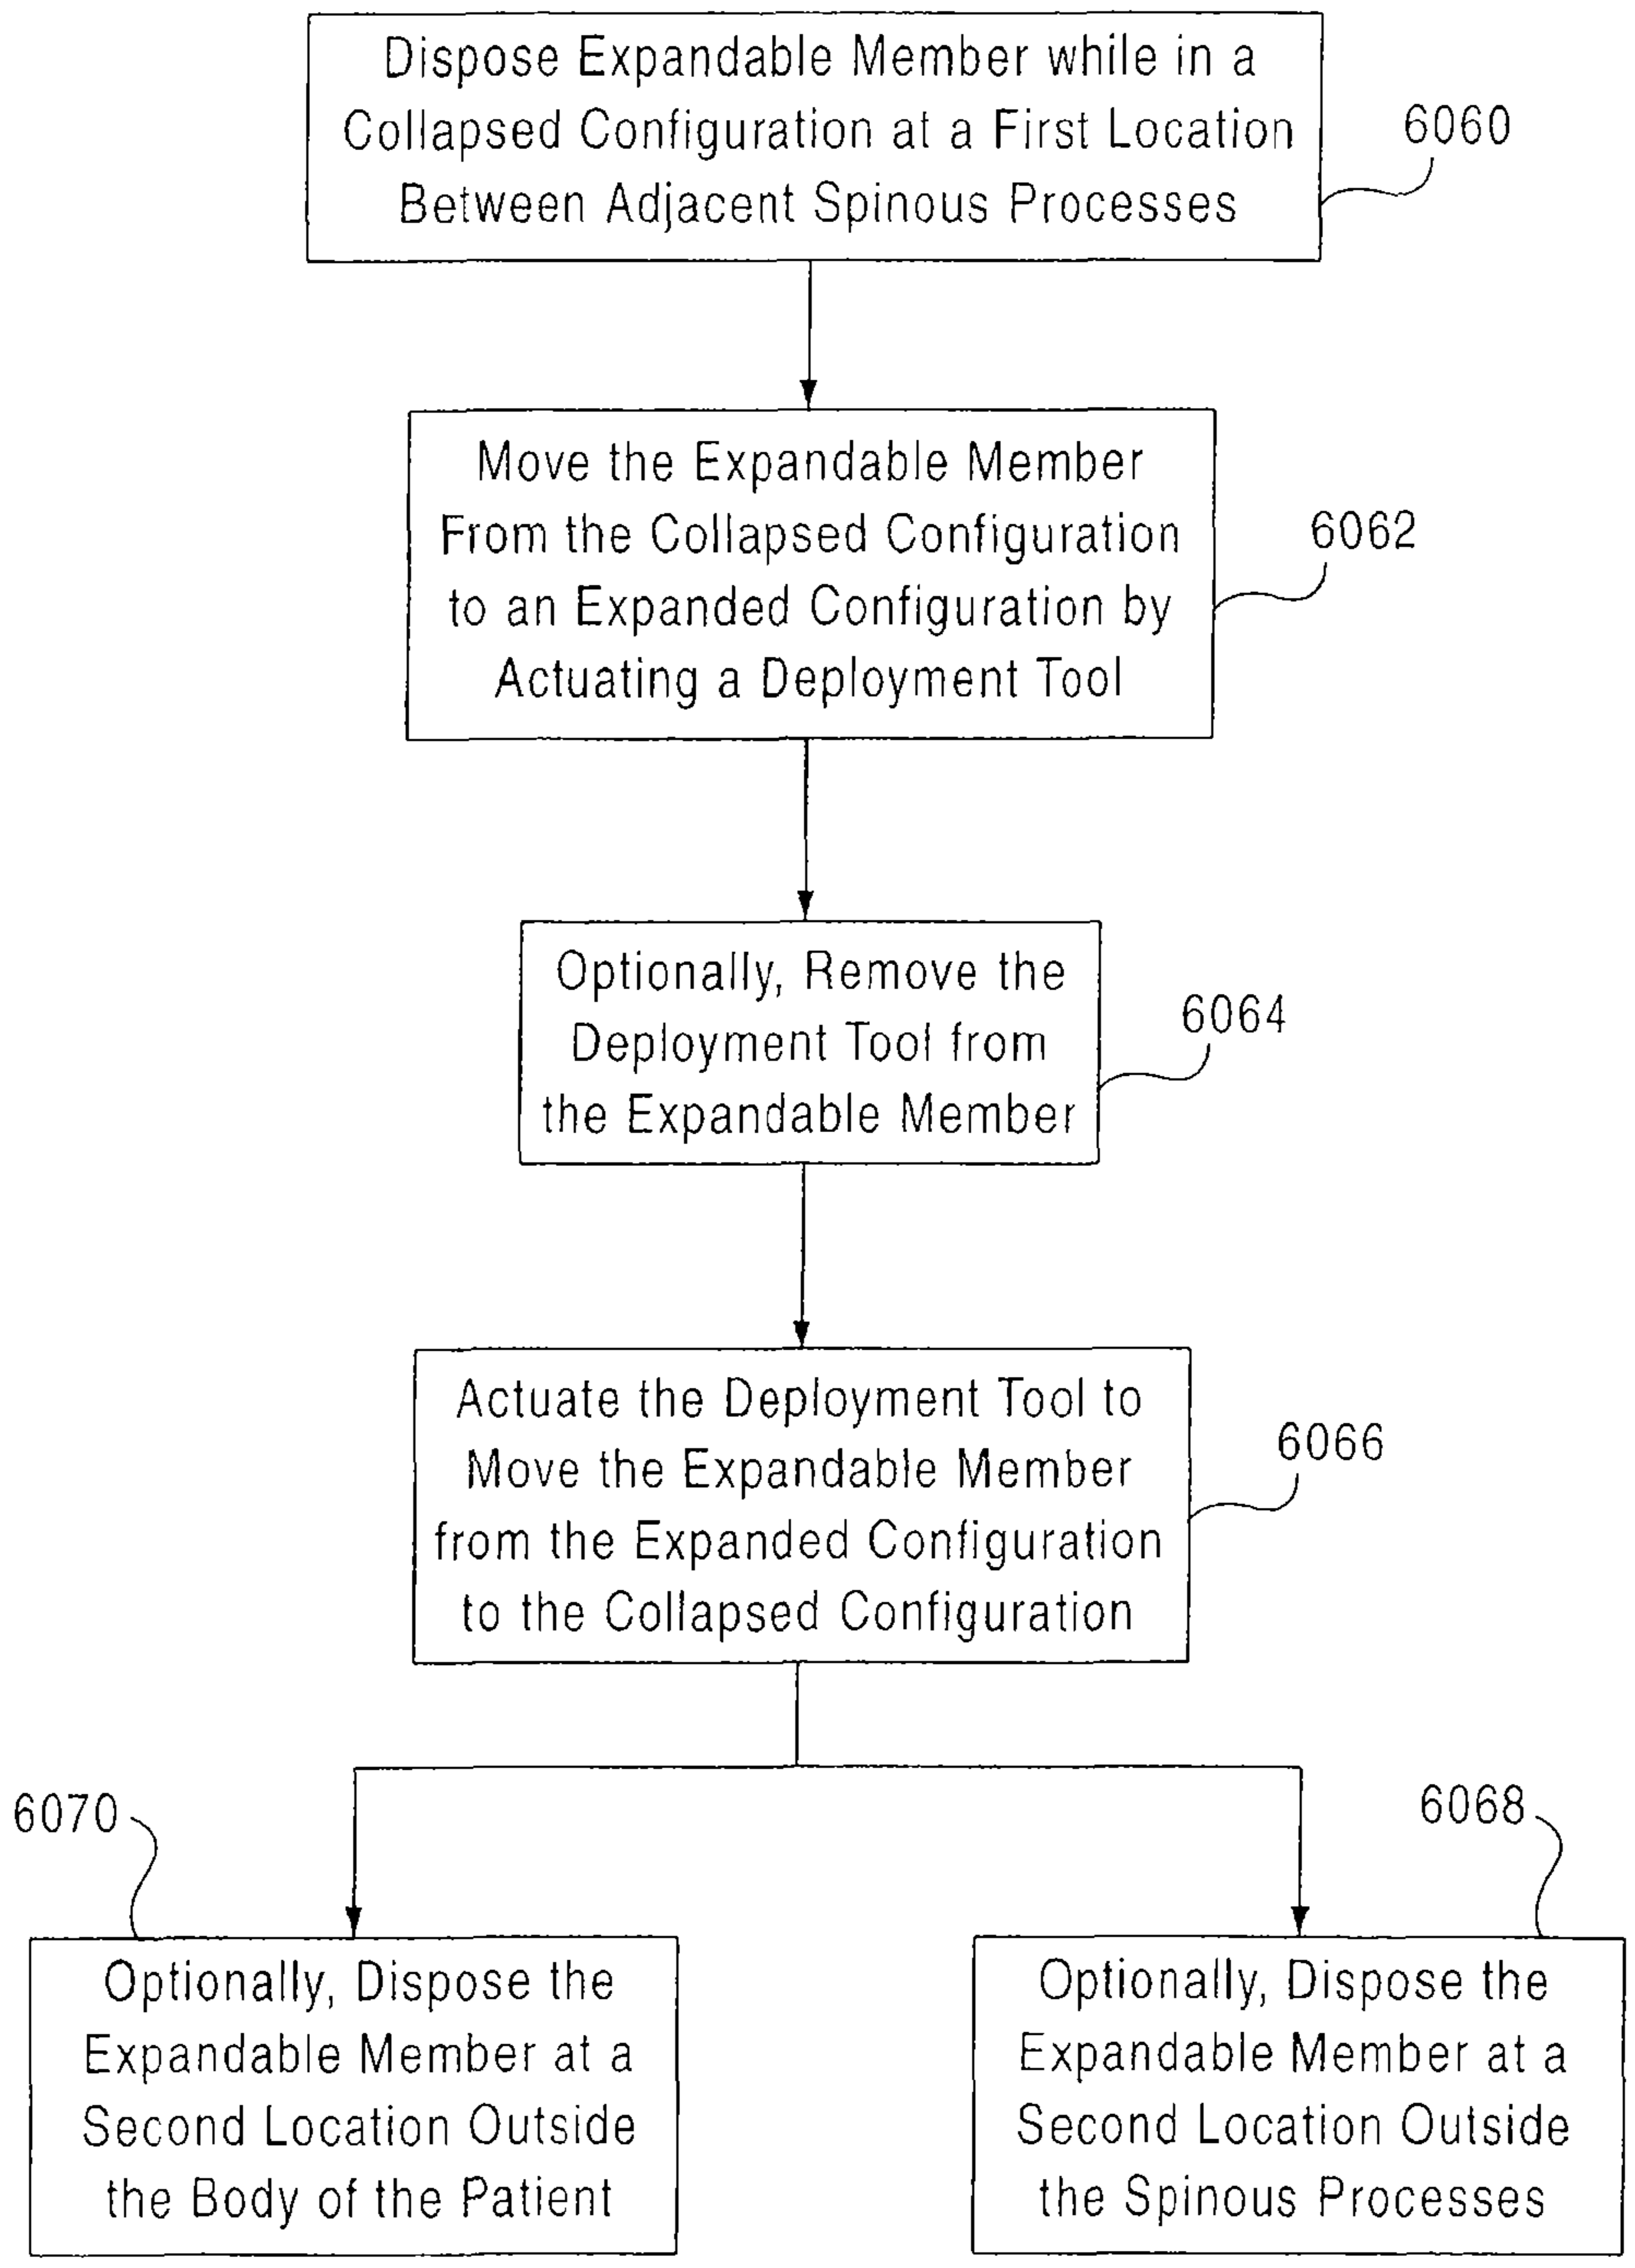 Dispose Expandable Member while in a
Collapsed Configuration at a First Location
Between Adjacent Spinous Processes
6060
Move the Expandable Member
From the Collapsed Configuration
to an Expanded Configuration by
Actuating a Deployment Tool
6062
Optionally, Remove the
Deployment Tool from
the Expandable Member
6064
Actuate the Deployment Tool to
Move the Expandable Member
from the Expanded Configuration
to the Collapsed Configuration
6066
6070
Optionally, Dispose the
Expandable Member at a
Second Location Outside
the Body of the Patient
6068
Optionally, Dispose the
Expandable Member at a
Second Location Outside
the Spinous Processes